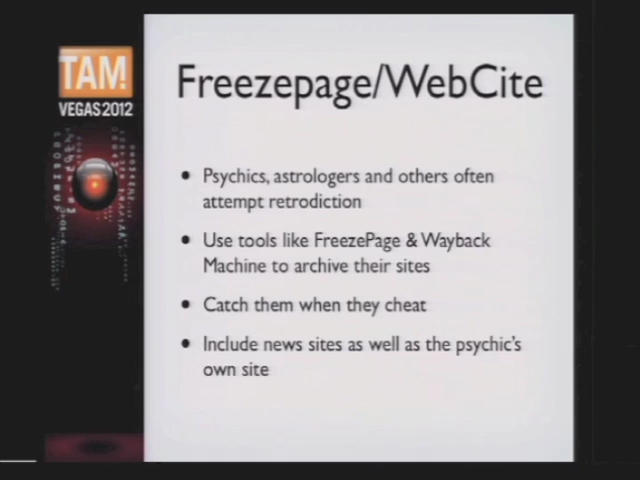 TAM!
VEGAS 2012
Freezepage/WebCite
• Psychics, astrologers and others often
attempt retrodiction
• Use tools like FreezePage & Wayback
Machine to archive their sites
• Catch them when they cheat
• Include news sites as well as the psychic's
own site